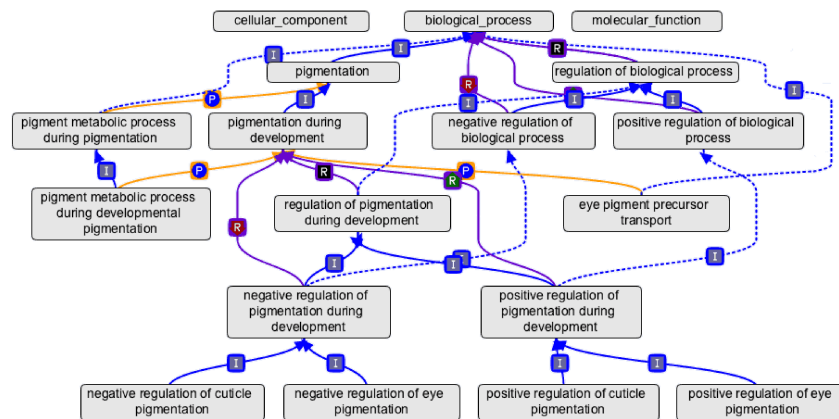 cellular_component
biological_process
molecular_function
I
I
R
pigmentation
regulation of biological process
R
I
P
I
I
I
I
pigment metabolic process
during pigmentation
pigmentation during
development
negative regulation of
biological process
positive regulation of biological
process
I
P
R
R
P
pigment metabolic process
during developmental
pigmentation
regulation of pigmentation
during development
eye pigment precursor
transport
R
I
I
I
negative regulation of
pigmentation during
development
positive regulation of
pigmentation during
development
I
I
I
I
negative regulation of cuticle
pigmentation
negative regulation of eye
pigmentation
positive regulation of cuticle
pigmentation
positive regulation of eye
pigmentation